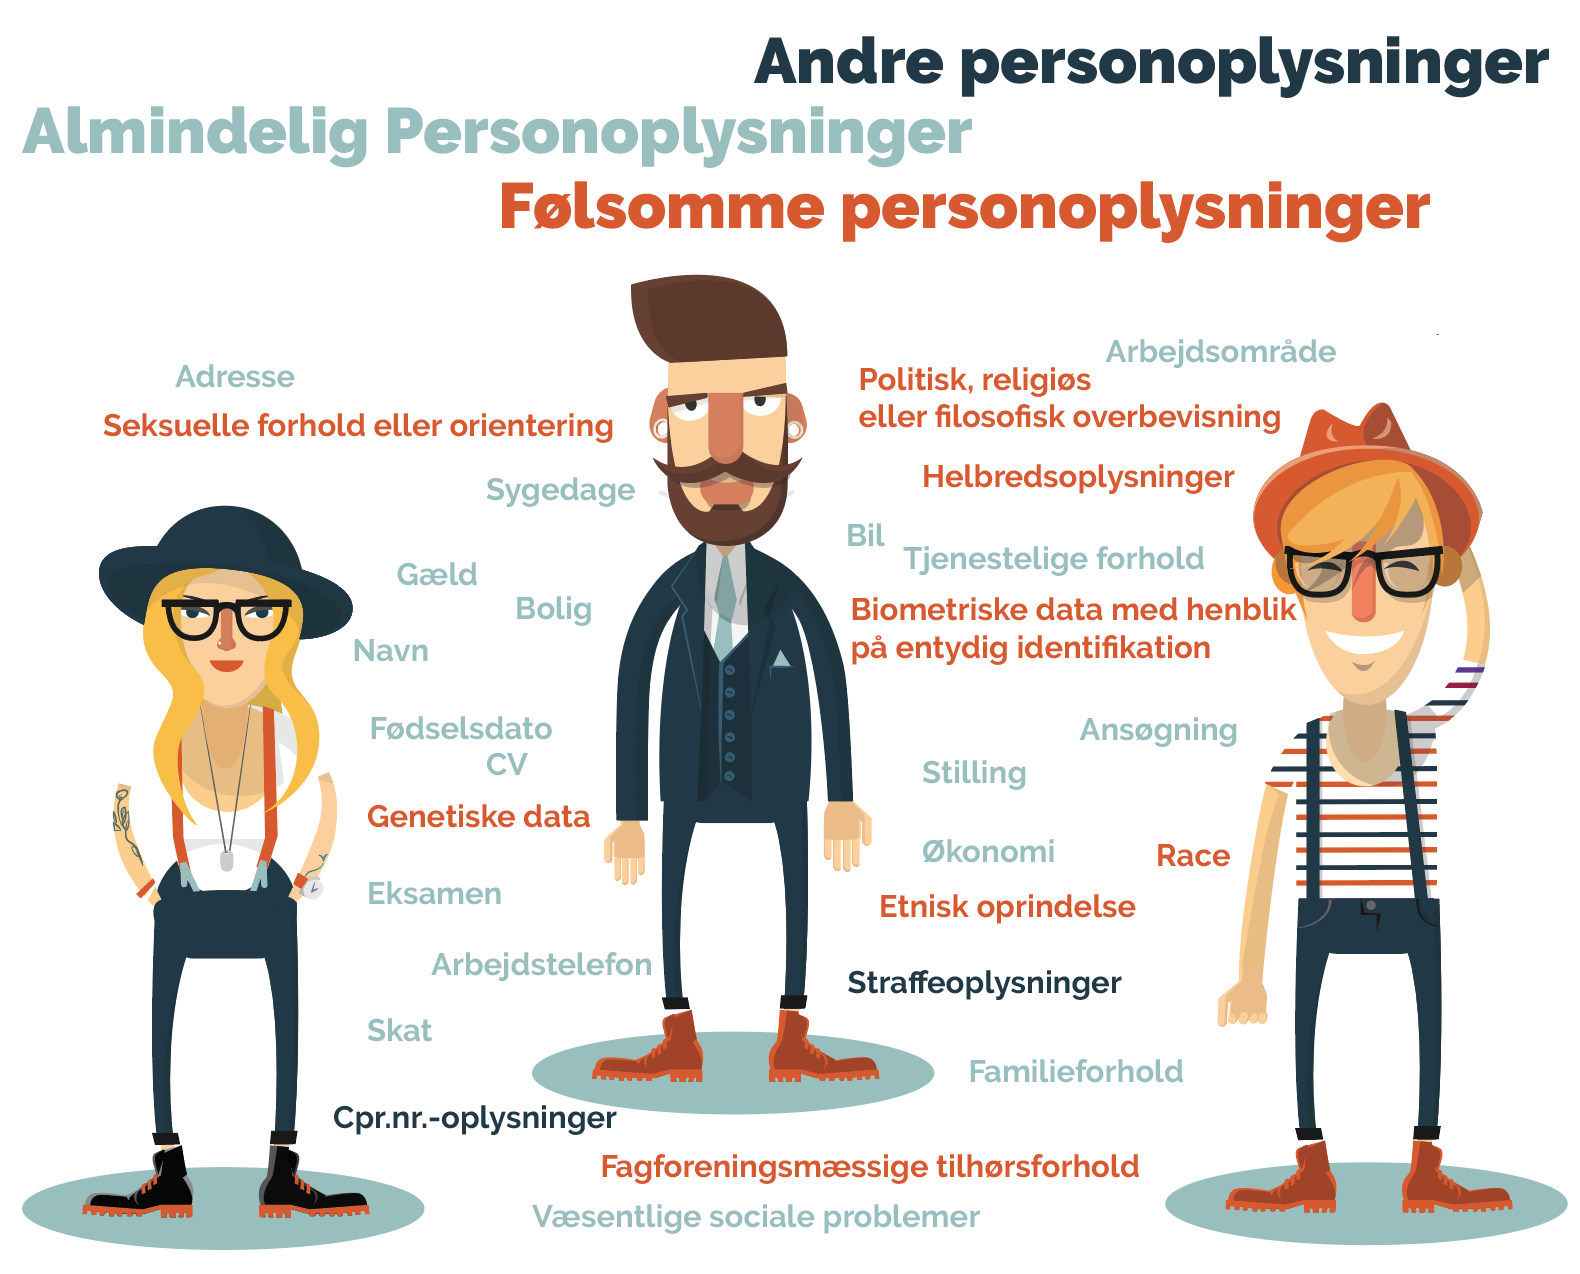 Andre personoplysninger
Almindelig Personoplysninger
Følsomme personoplysninger
Arbejdsområde
Adresse
Politisk, religiøs
eller filosofisk overbevisning
Seksuelle forhold eller orientering
Helbredsoplysninger
Sygedage
Bil
Tjenestelige forhold
Gæld
Bolig
Biometriske data med henblik
på entydig identifikation
Navn
Fødselsdato
Ansøgning
CV
Stilling
Genetiske data
Økonomi
Race
Eksamen
Etnisk oprindelse
Arbejdstelefon
Straffeoplysninger
Skat
Familieforhold
Cpr.nr.-oplysninger
Fagforeningsmæssige tilhørsforhold
Væsentlige sociale problemer